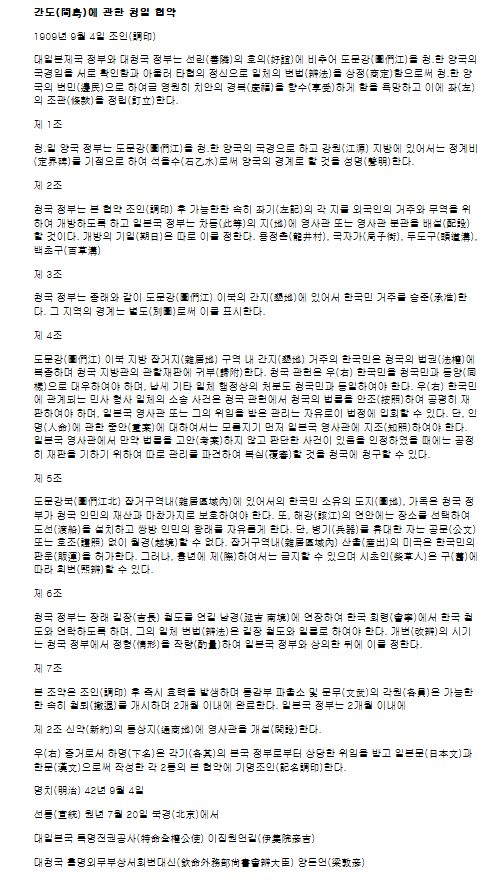 간도(間島)에 관한 청일 협약
1909년 9월 4일 조인(調印)
대일본제국 정부와 대청국 정부는 선린(善隣)의 호의(好誼)에 비추어 도문강(圖們江)을 청.한 양국의
국경임을 서로 확인함과 아울러 타협의 정신으로 일체의 변법(辦法)을 상정(商定)함으로써 청.한 양
국의 변민(邊民)으로 하여금 영원히 치안의 경복(慶福)을 향수(享受)하게 함을 욕망하고 이에 좌(左)
의 조관(條款)을 정립(訂立)한다.
제 1조
청.일 양국 정부는 도문강(圖們江)을 청.한 양국의 국경으로 하고 강원(江源) 지방에 있어서는 정계비
(定界碑)를 기점으로 하여 석을수(石乙水)로써 양국의 경계로 할 것을 성명(聲明)한다.
제 2조
청국 정부는 본 협약 조인(調印) 후 가능한한 속히 좌기(左記)의 각 지를 외국인의 거주와 무역을 위
하여 개방하도록 하고 일본국 정부는 차등(此等)의 지(地)에 영사관 또는 영사관 분관을 배설(配設)
할 것이다. 개방의 기일(期日)은 따로 이를 정한다. 용정촌(龍井村), 국자가(局子街), 두도구(頭道溝),
백초구(百草溝)
제 3조
청국 정부는 종래와 같이 도문강(圖們江) 이북의 간지(墾地)에 있어서 한국민 거주를 승준(承准)한
다. 그 지역의 경계는 별도(別圖)로써 이를 표시한다.
제 4조
도문강(圖們江) 이북 지방 잡거지(雜居地) 구역 내 간지(墾地) 거주의 한국민은 청국의 법권(法權)에
복종하며 청국 지방관의 관할재판에 귀부(歸附)한다. 청국 관헌은 우(右) 한국민을 청국민과 동양(同
樣)으로 대우하여야 하며, 납세 기타 일체 행정상의 처분도 청국민과 동일하여야 한다. 우(右) 한국민
에 관계되는 민사 형사 일체의 소송 사건은 청국 관헌에서 청국의 법률을 안조(按照)하여 공평히 재
판하여야 하며, 일본국 영사관 또는 그의 위임을 받은 관리는 자유로이 법정에 입회할 수 있다. 단, 인
명(人命)에 관한 중안(重案)에 대하여서는 모름지기 먼저 일본국 영사관에 지조(知照)하여야 한다.
일본국 영사관에서 만약 법률을 고안(考案)하지 않고 판단한 사건이 있음을 인정하였을 때에는 공정
히 재판을 기하기 위하여 따로 관리를 파견하여 복심(覆審)할 것을 청국에 청구할 수 있다.
제 5조
도문강북(圖們江北) 잡거구역내(雜居區域內)에 있어서의 한국민 소유의 토지(土地), 가옥은 청국 정
부가 청국 인민의 재산과 마찬가지로 보호하여야 한다. 또, 해강(該江)의 연안에는 장소를 선택하여
도선(渡船)을 설치하고 쌍방 인민의 왕래를 자유롭게 한다. 단, 병기(兵器)를 휴대한 자는 공문(公文)
또는 호조(護照) 없이 월경(越境)할 수 없다. 잡거구역내(雜居區域內) 산출(産出)의 미곡은 한국민의
판운(販運)을 허가한다. 그러나, 흉년에 제(際)하여서는 금지할 수 있으며 시초인(柴草人)은 구(舊)에
따라 희변(熙辦)할 수 있다.
제 6조
청국 정부는 장래 길장(吉長) 철도를 연길 남경(延吉 南境)에 연장하여 한국 회령(會寧)에서 한국 철
도와 연락하도록 하며, 그의 일체 변법(辦法)은 길장 철도와 일률로 하여야 한다. 개변(改辦)의 시기
는 청국 정부에서 정형(情形)을 작량(酌量)하여 일본국 정부와 상의한 뒤에 이를 정한다.
제 7조
본 조약은 조인(調印) 후 즉시 효력을 발생하며 통감부 파출소 및 문무(文武)의 각원(各員)은 가능한
한 속히 철퇴(撤退)를 개시하며 2개월 이내에 완료한다. 일본국 정부는 2개월 이내에
제 2조 신약(新約)의 통상지(通商地)에 영사관을 개설(開設)한다.
우(右) 증거로서 하명(下名)은 각기(各其)의 본국 정부로부터 상당한 위임을 받고 일본문(日本文)과
한문(漢文)으로써 작성한 각 2통의 본 협약에 기명조인(記名調印)한다.
명치(明治) 42년 9월 4일
선통(宣統) 원년 7월 20일 북경(北京)에서
대일본국 특명전권공사(特命全權公使) 이집원언길(伊集院彦吉)
대청국 흠명외무부상서회변대신(欽命外務部尙書會辦大臣) 양돈언(梁敦彦)